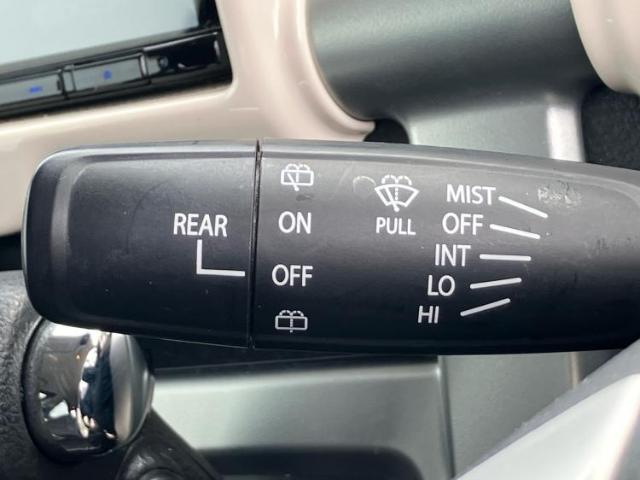 REAR
ON
OFF
PULL
MIST
OFF
INT
LO
HI